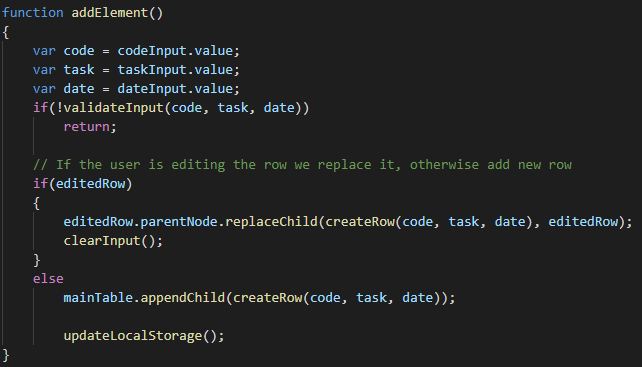 function addElement()
{
    var code = codeInput.value;
    var task = taskInput.value;
    var date = dateInput.value;
    if(!validateInput(code, task, date))
        return;

    // If the user is editing the row we replace it, otherwise add new row
    if(editedRow)
    {
        editedRow.parentNode.replaceChild(createRow(code, task, date), editedRow);
        clearInput();
    }
    else
        mainTable.appendChild(createRow(code, task, date));

        updateLocalStorage();
}